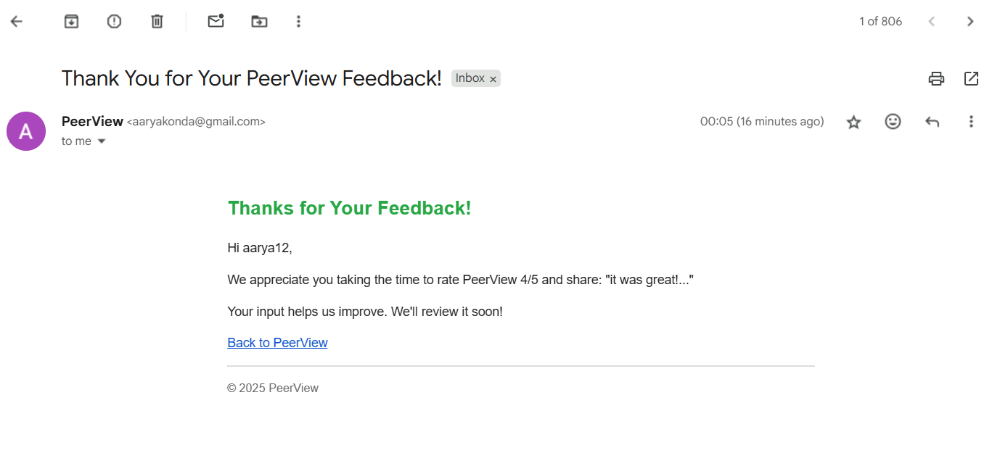 1 of 806
Thank You for Your PeerView Feedback! Inbox x
A
PeerView <aaryakonda@gmail.com> 00:05 (16 minutes ago)
to me
Thanks for Your Feedback!
Hi aarya12,
We appreciate you taking the time to rate PeerView 4/5 and share: "it was great!..."
Your input helps us improve. We'll review it soon!
Back to PeerView
© 2025 PeerView